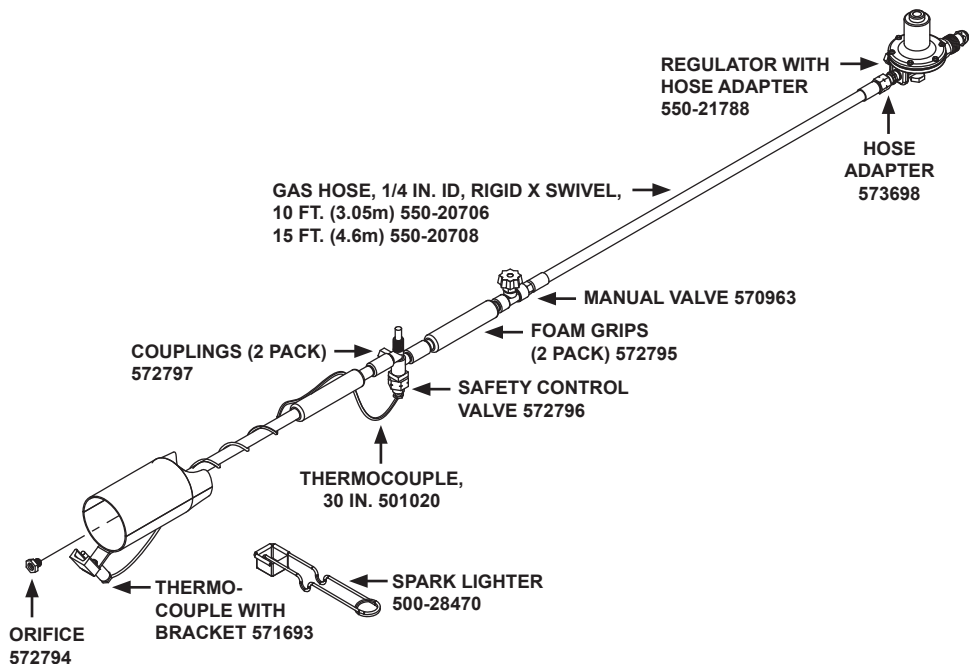 REGULATOR WITH
HOSE ADAPTER
550-21788
HOSE
ADAPTER
573698
GAS HOSE, 1/4 IN. ID, RIGID X SWIVEL,
10 FT. (3.05m) 550-20706
15 FT. (4.6m) 550-20708
MANUAL VALVE 570963
FOAM GRIPS
(2 PACK) 572795
COUPLINGS (2 PACK)
572797
SAFETY CONTROL
VALVE 572796
THERMOCOUPLE,
30 IN. 501020
SPARK LIGHTER
500-28470
THERMO-
COUPLE WITH
BRACKET 571693
ORIFICE
572794